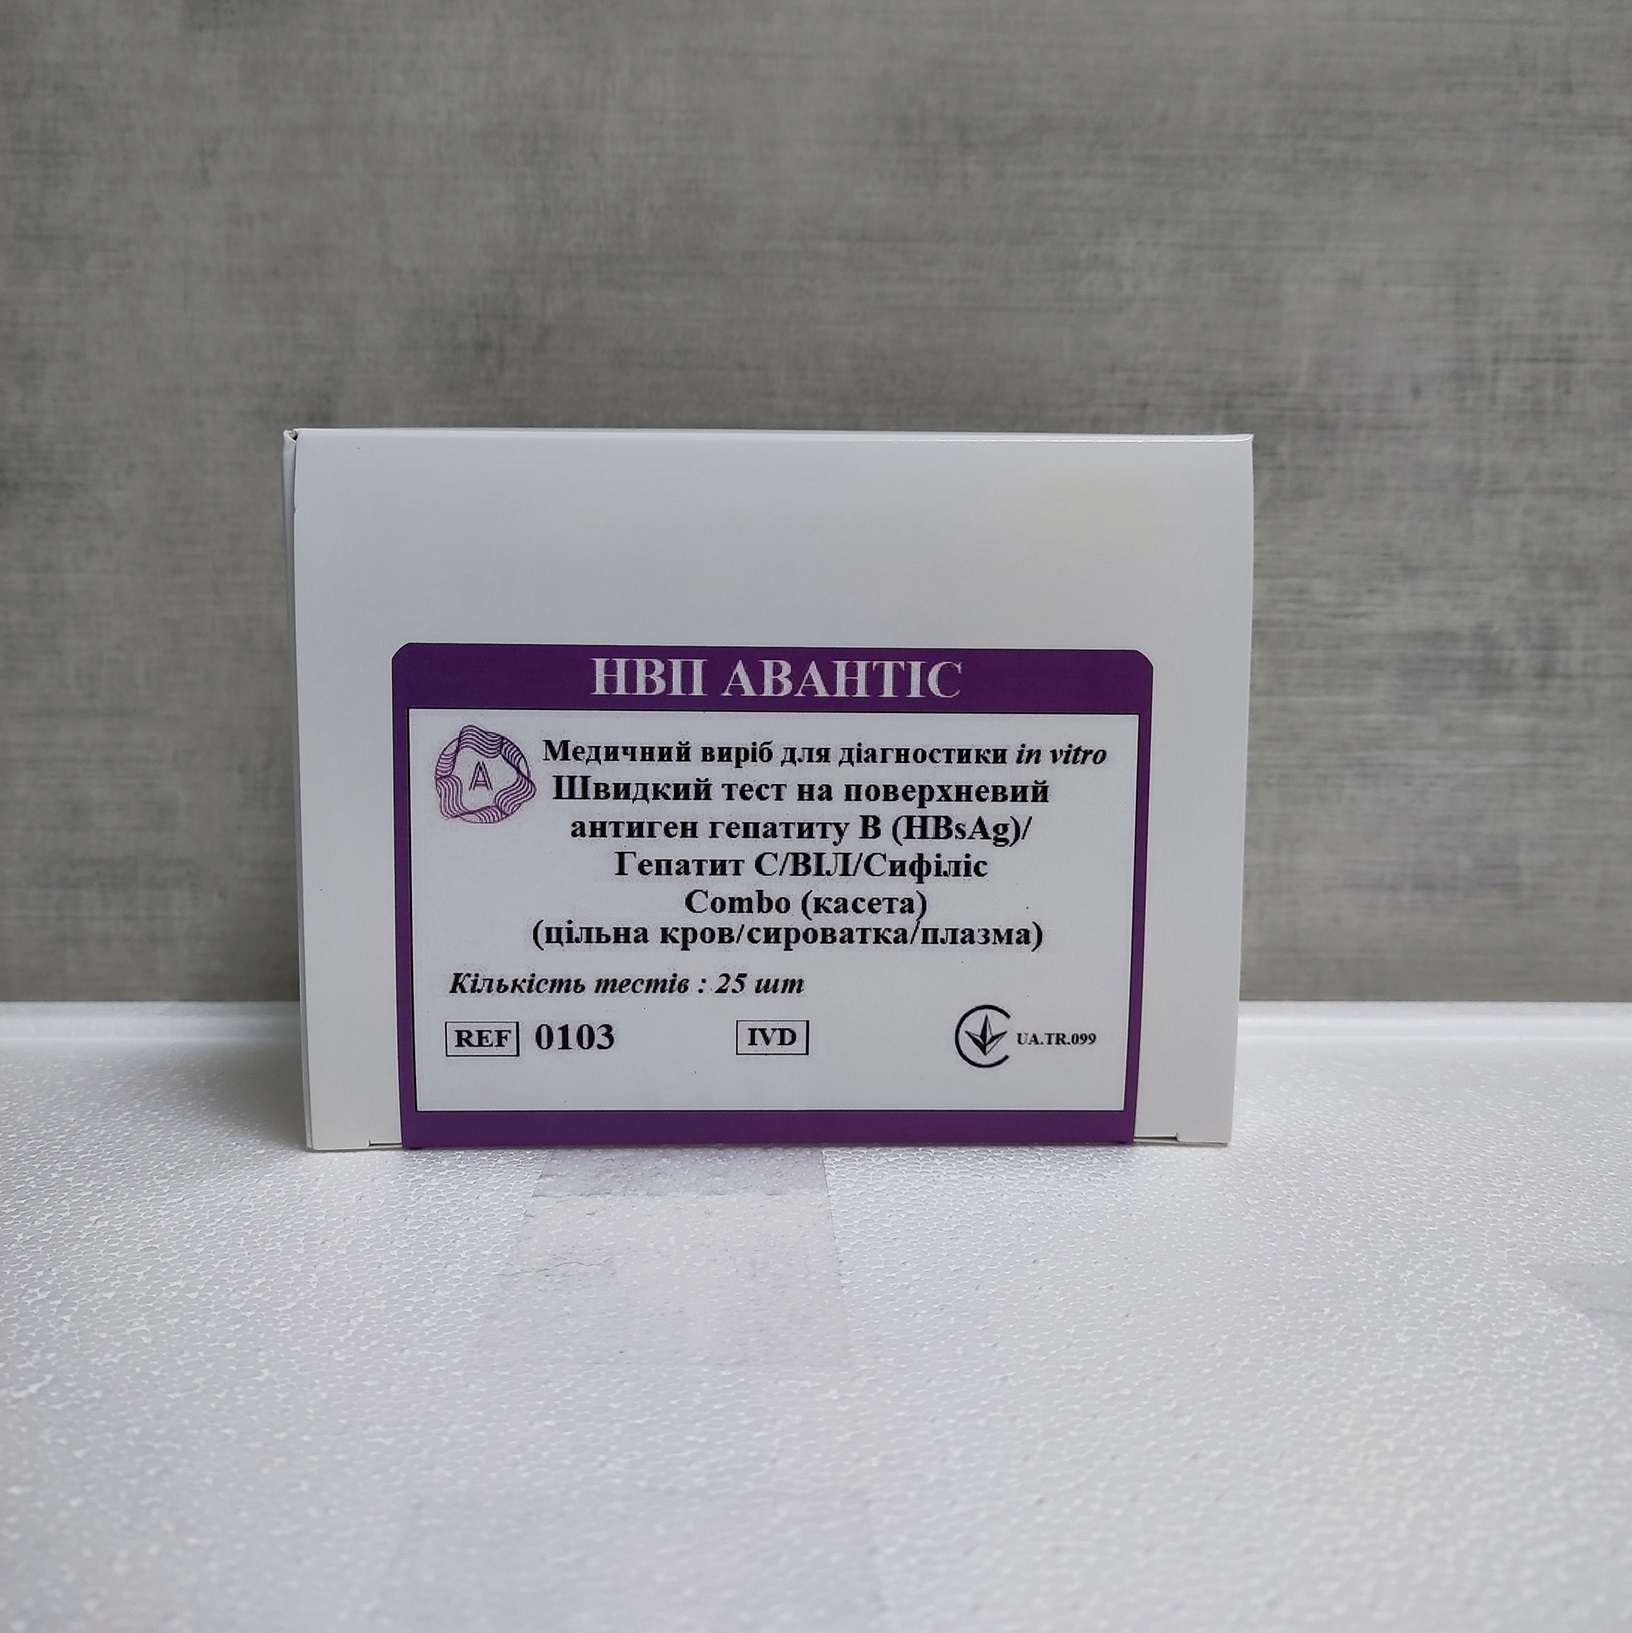 НВП АВАНТІС
A
Медичний виріб для діагностики in vitro
Швидкий тест на поверхневий
антиген гепатиту В (HBsAg)/
Гепатит С/ВІЛ/Сифіліс
Combo (касета)
(цільна кров/сироватка/плазма)
Кількість тестів : 25 шт
REF 0103 IVD UA.TR.099